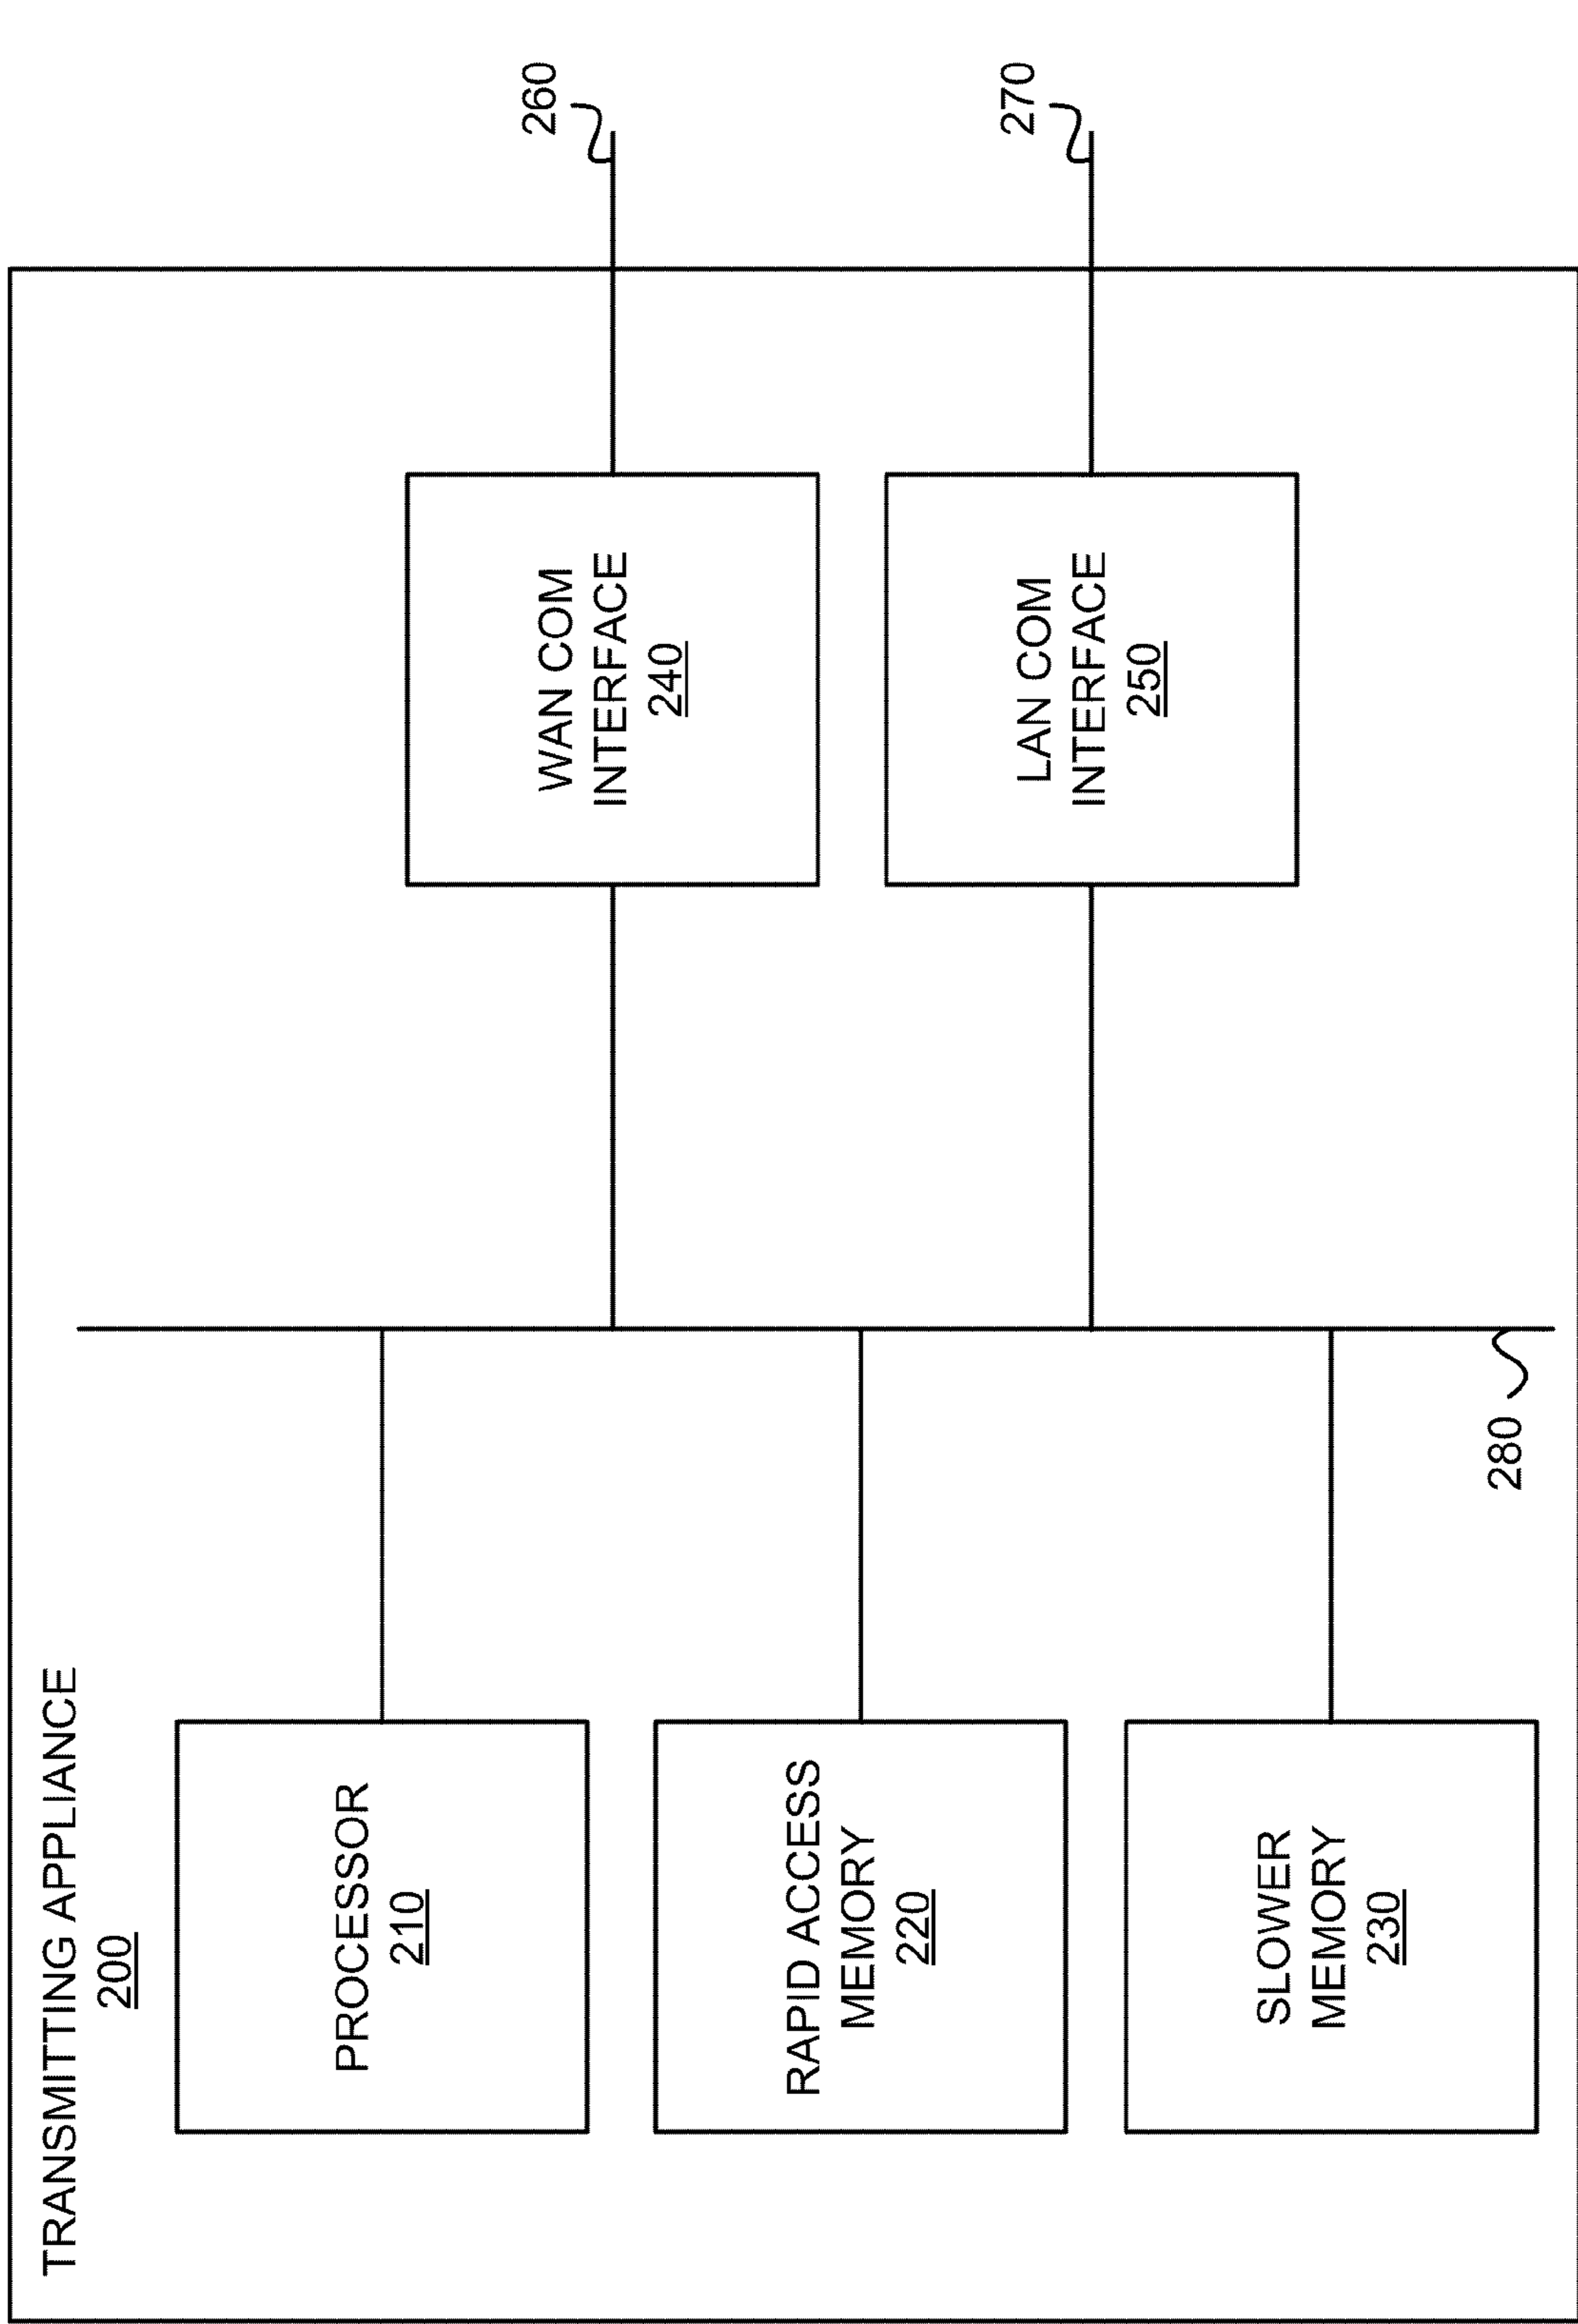 TRANSMITTING APPLIANCE
200
PROCESSOR
210
RAPID ACCESS
MEMORY
220
SLOWER
MEMORY
230
280
WAN COM
INTERFACE
240
LAN COM
INTERFACE
250
260
270